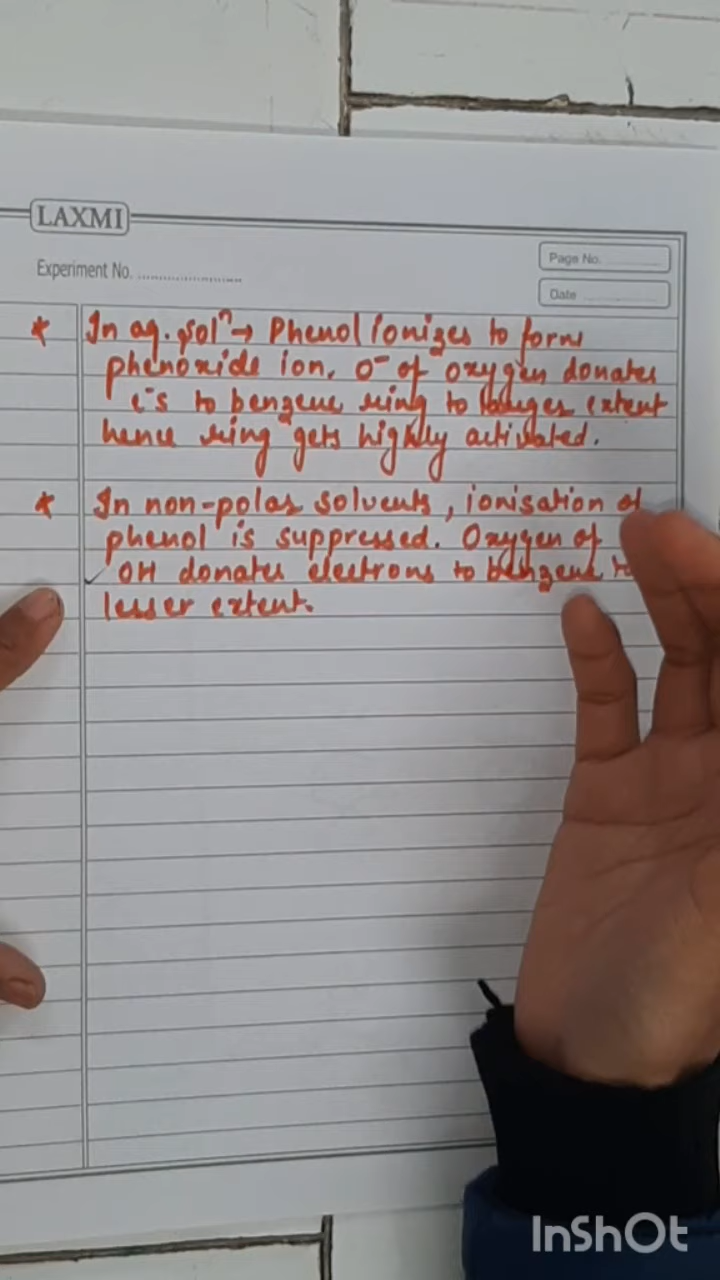 LAXMI
Experiment No. ........................
Page No. ................
Date ................
* In aq. solⁿ → Phenol ionizes to form
phenoxide ion. O⁻ of oxygen donates
e⁻s to benzene ring to larger extent
hence ring gets highly activated.
* In non-polar solvents, ionisation of
phenol is suppressed. Oxygen of
OH donates electrons to benzene to
lesser extent.
InShOt